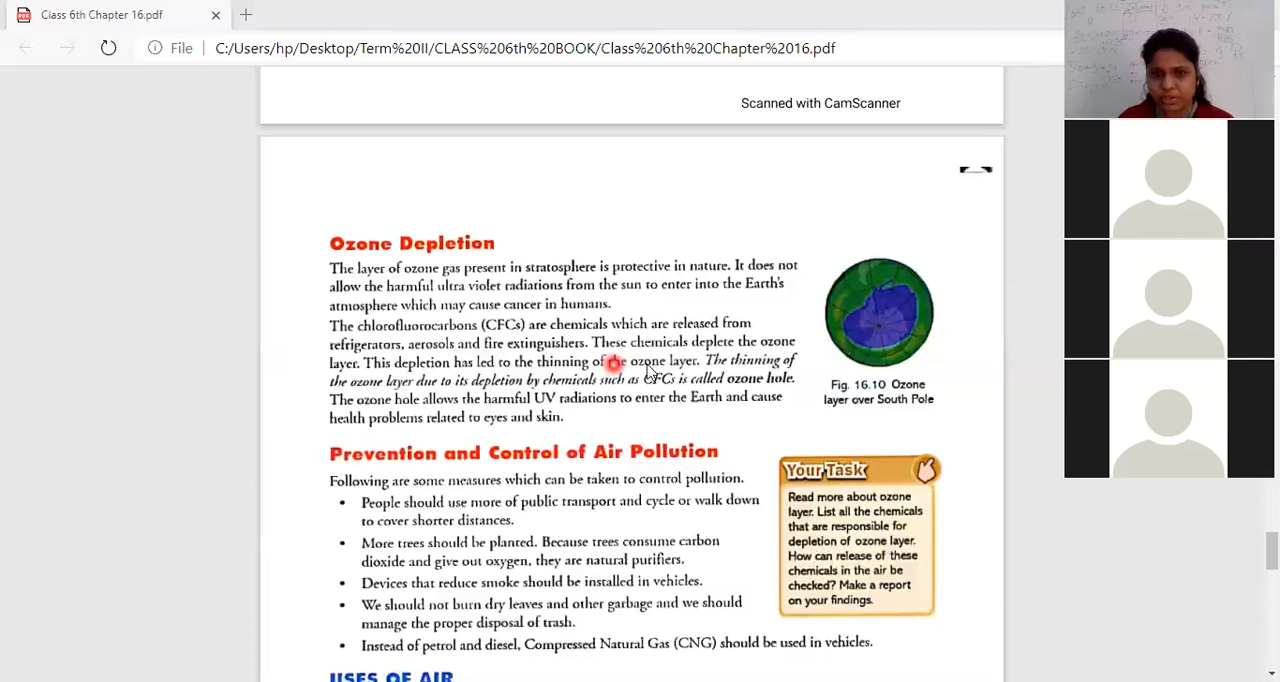 Class 6th Chapter 16.pdf
File
C:/Users/hp/Desktop/Term%20II/CLASS%206th%20BOOK/Class%206th%20Chapter%2016.pdf
Scanned with CamScanner
Ozone Depletion
The layer of ozone gas present in stratosphere is protective in nature. It does not
allow the harmful ultra violet radiations from the sun to enter into the Earth's
atmosphere which may cause cancer in humans.
The chlorofluorocarbons (CFCs) are chemicals which are released from
refrigerators, aerosols and fire extinguishers. These chemicals deplete the ozone
layer. This depletion has led to the thinning of the ozone layer. The thinning of
the ozone layer due to its depletion by chemicals such as CFCs is called ozone hole.
The ozone hole allows the harmful UV radiations to enter the Earth and cause
health problems related to eyes and skin.
Fig. 16.10 Ozone
layer over South Pole
Prevention and Control of Air Pollution
Following are some measures which can be taken to control pollution.
• People should use more of public transport and cycle or walk down
to cover shorter distances.
• More trees should be planted. Because trees consume carbon
dioxide and give out oxygen, they are natural purifiers.
• Devices that reduce smoke should be installed in vehicles.
• We should not burn dry leaves and other garbage and we should
manage the proper disposal of trash.
• Instead of petrol and diesel, Compressed Natural Gas (CNG) should be used in vehicles.
Your Task
Read more about ozone
layer. List all the chemicals
that are responsible for
depletion of ozone layer.
How can release of these
chemicals in the air be
checked? Make a report
on your findings.
USES OF AIR